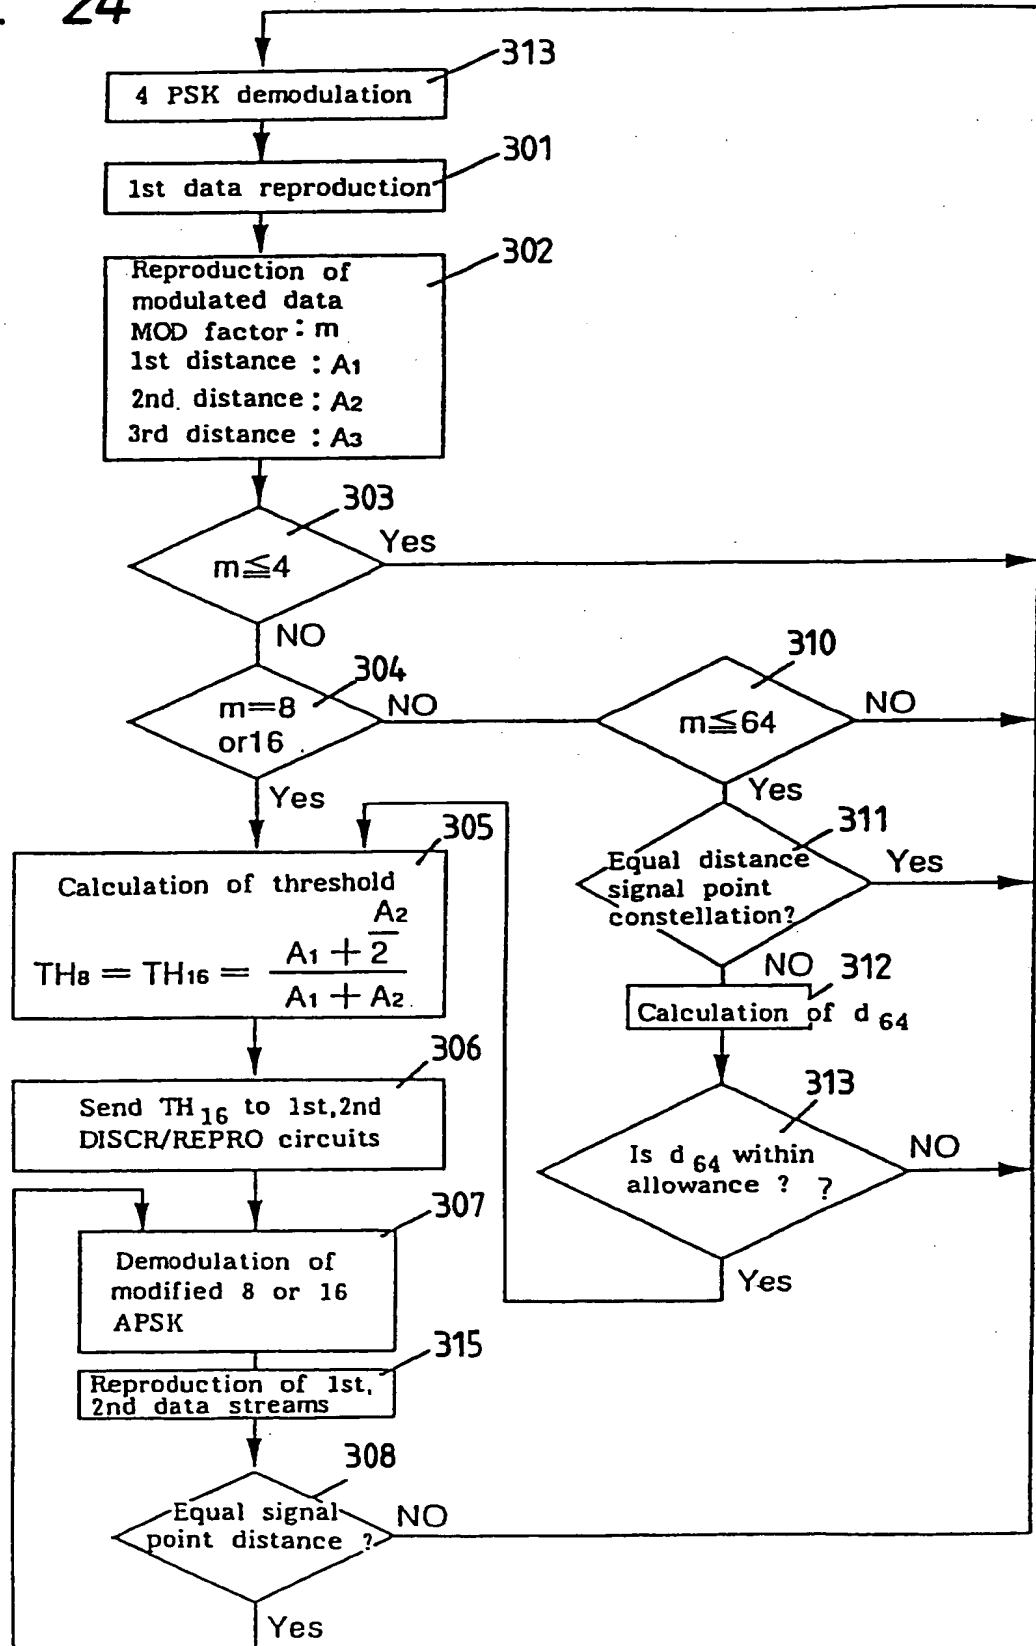 24
313
4 PSK demodulation
301
1st data reproduction
302
Reproduction of
modulated data
MOD factor : m
1st distance : A1
2nd. distance : A2
3rd distance : A3
303
m≦4
Yes
NO
304
m=8
or16
NO
Yes
310
m≦64
NO
Yes
311
Equal distance
signal point
constellation?
Yes
NO
312
Calculation of d 64
313
Is d 64 within
allowance ? ?
NO
Yes
305
Calculation of threshold
TH8 = TH16 = (A1 + A2/2) / (A1 + A2)
306
Send TH16 to 1st,2nd
DISCR/REPRO circuits
307
Demodulation of
modified 8 or 16
APSK
315
Reproduction of 1st,
2nd data streams
308
Equal signal
point distance ?
NO
Yes